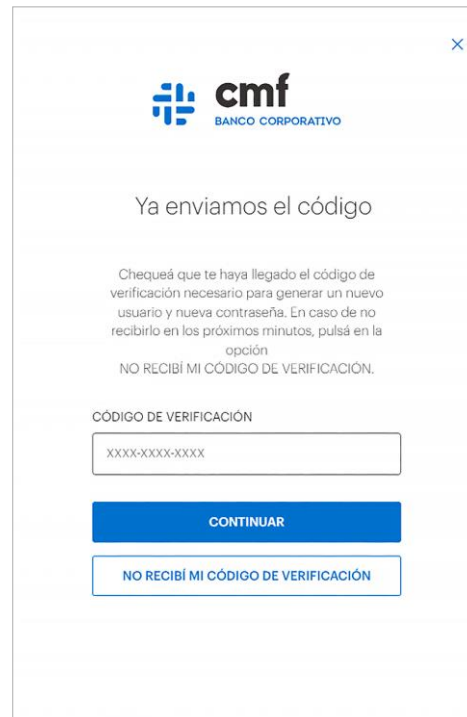 cmf
BANCO CORPORATIVO
Ya enviamos el código
Chequeá que te haya llegado el código de
verificación necesario para generar un nuevo
usuario y nueva contraseña. En caso de no
recibirlo en los próximos minutos, pulsá en la
opción
NO RECIBÍ MI CÓDIGO DE VERIFICACIÓN.
CÓDIGO DE VERIFICACIÓN
XXXX-XXXX-XXXX
CONTINUAR
NO RECIBÍ MI CÓDIGO DE VERIFICACIÓN